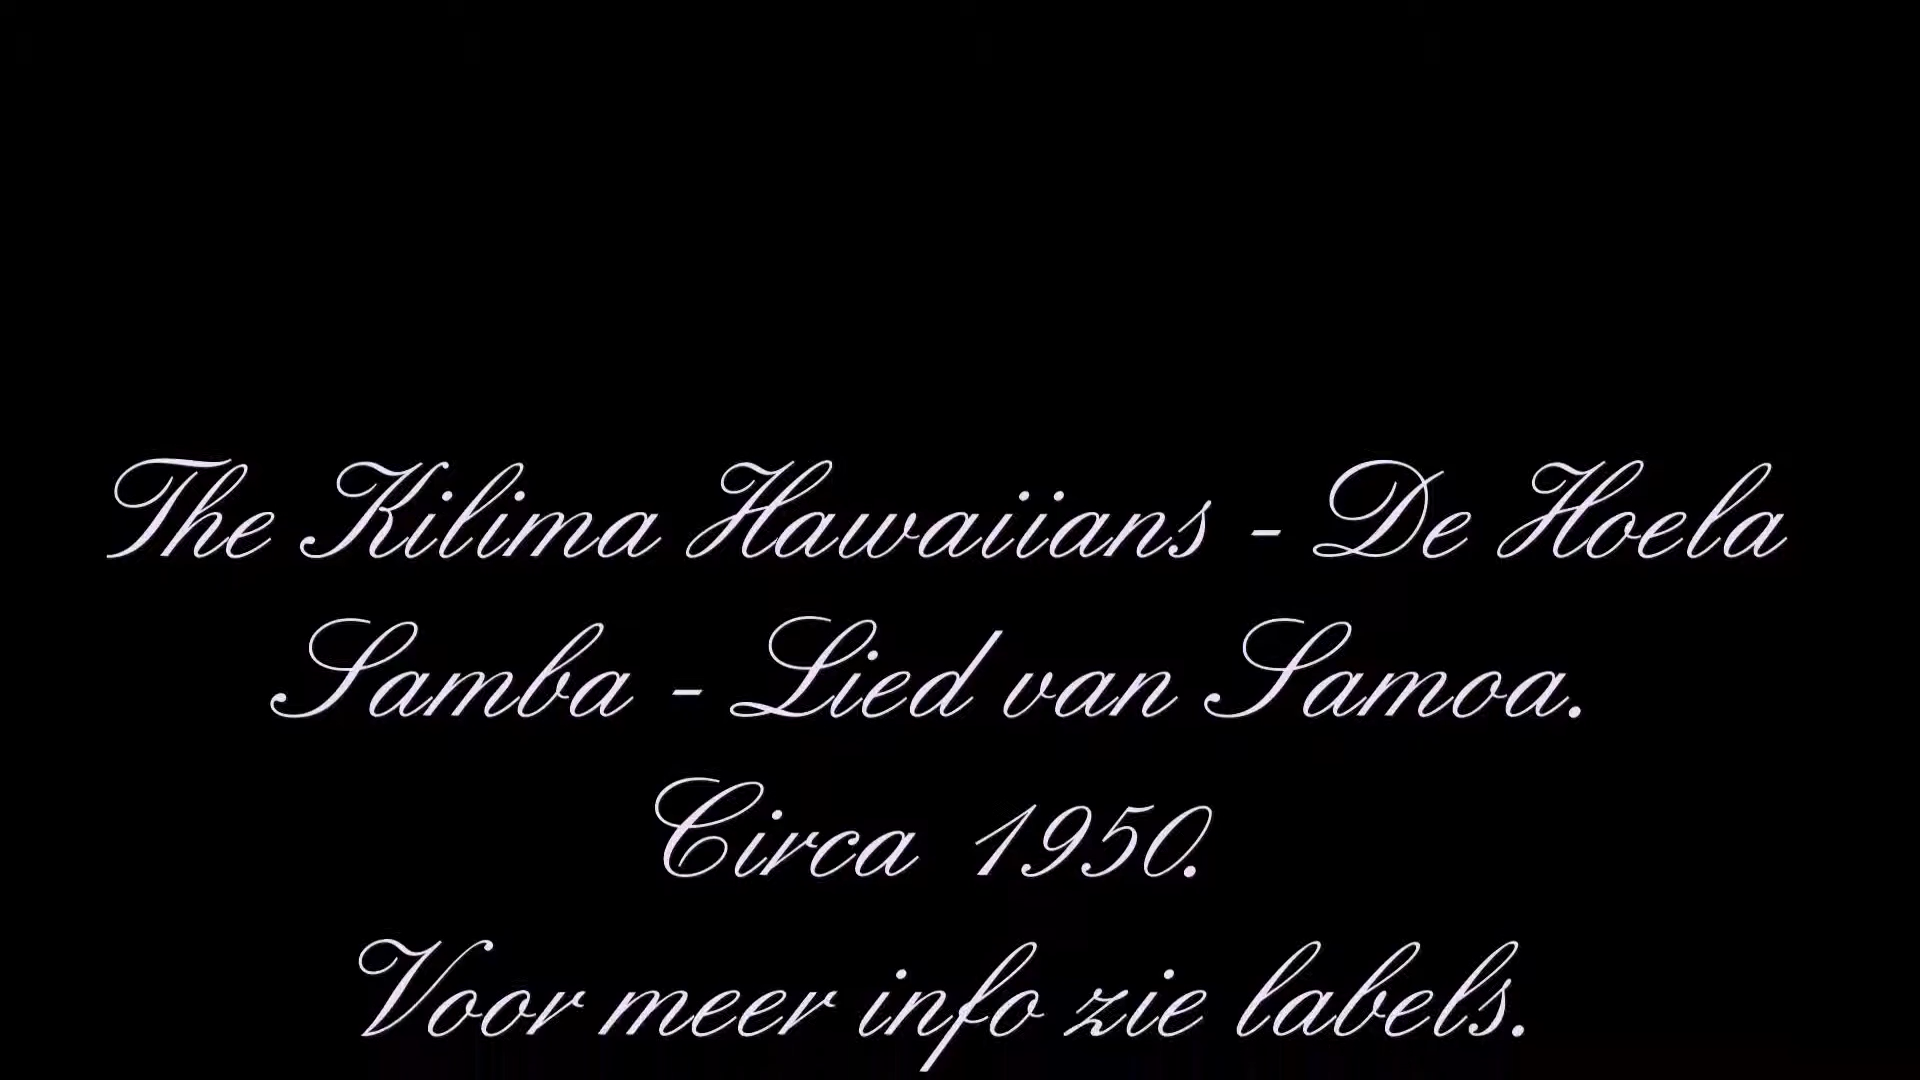 The Kilima Hawaiians - De Hoela
Samba - Lied van Samoa.
Circa 1950.
Voor meer info zie labels.